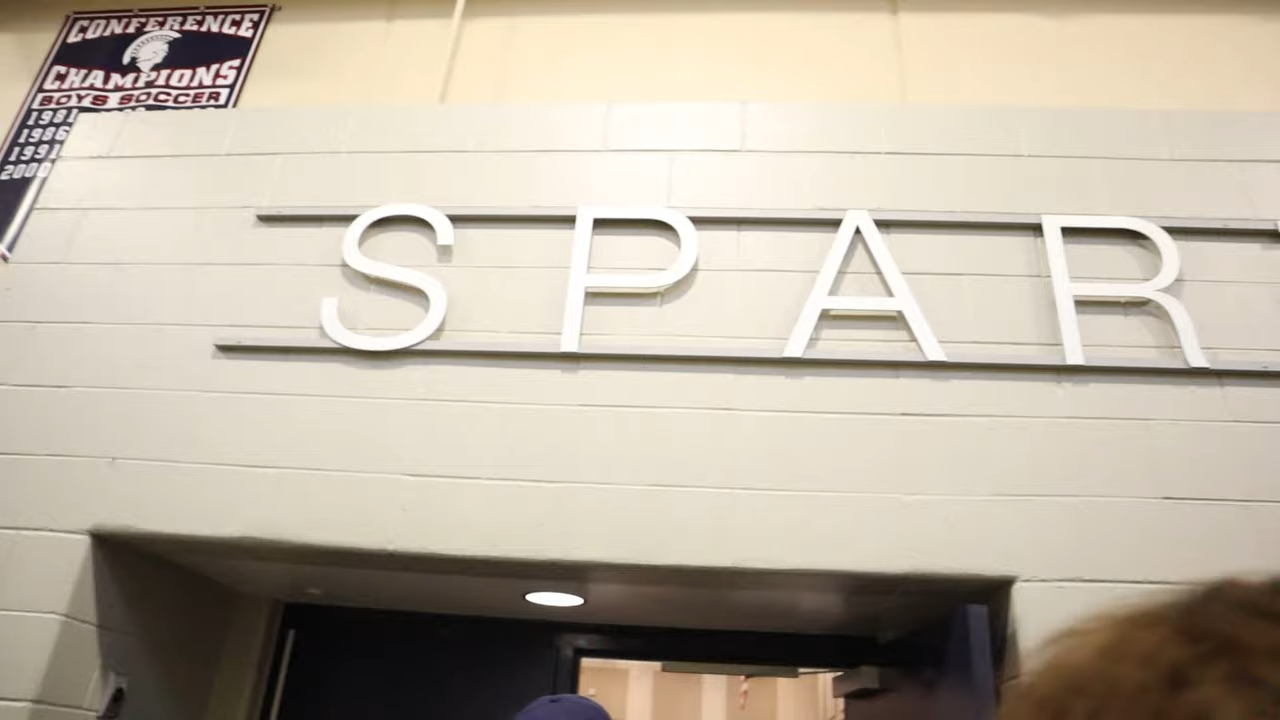 CONFERENCE
CHAMPIONS
BOYS SOCCER
1981
1986
1991
2000
SPAR